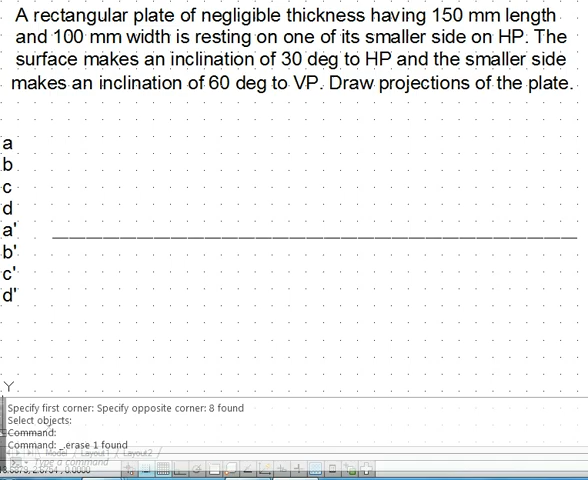 A rectangular plate of negligible thickness having 150 mm length
and 100 mm width is resting on one of its smaller side on HP. The
surface makes an inclination of 30 deg to HP and the smaller side
makes an inclination of 60 deg to VP. Draw projections of the plate.
a
b
c
d
a'
b'
c'
d'
Y
Specify first corner: Specify opposite corner: 8 found
Select objects:
Command:
Command: _.erase 1 found
Model / Layout1 / Layout2 /
Type a command